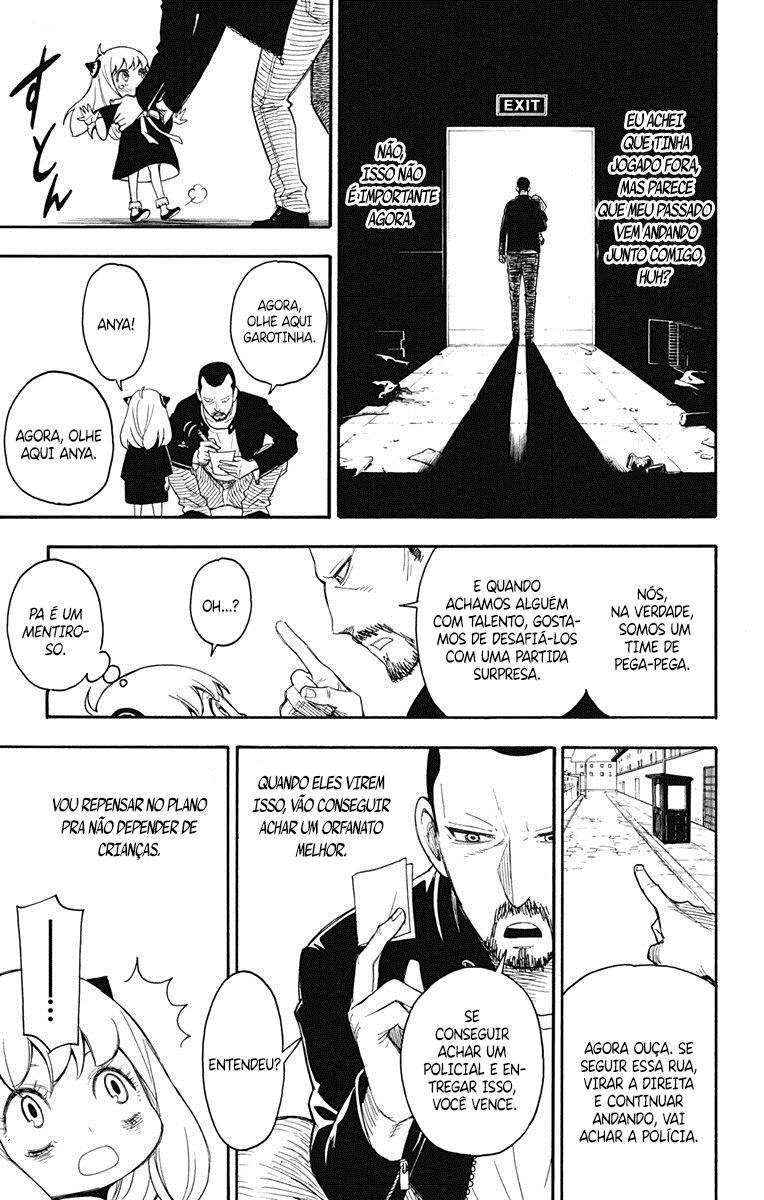 EXIT
EU ACHEI
QUE TINHA
JOGADO FORA,
MAS PARECE
QUE MEU PASSADO
VEM ANDANDO
JUNTO COMIGO,
HUH?
NÃO,
ISSO NÃO
É IMPORTANTE
AGORA.
すとん
AGORA,
OLHE AQUI
GAROTINHA.
ANYA!
AGORA, OLHE
AQUI ANYA.
NÓS,
NA VERDADE,
SOMOS UM
TIME DE
PEGA-PEGA.
E QUANDO
ACHAMOS ALGUÉM
COM TALENTO, GOSTA-
MOS DE DESAFIÁ-LOS
COM UMA PARTIDA
SURPRESA.
OH...?
PA É UM
MENTIRO-
SO.
AGORA OUÇA. SE
SEGUIR ESSA RUA,
VIRAR A DIREITA
E CONTINUAR
ANDANDO, VAI
ACHAR A POLÍCIA.
QUANDO ELES VIREM
ISSO, VÃO CONSEGUIR
ACHAR UM ORFANATO
MELHOR.
SE
CONSEGUIR
ACHAR UM
POLICIAL E EN-
TREGAR ISSO,
VOCÊ VENCE.
ENTENDEU?
VOU REPENSAR NO PLANO
PRA NÃO DEPENDER DE
CRIANÇAS.
!...